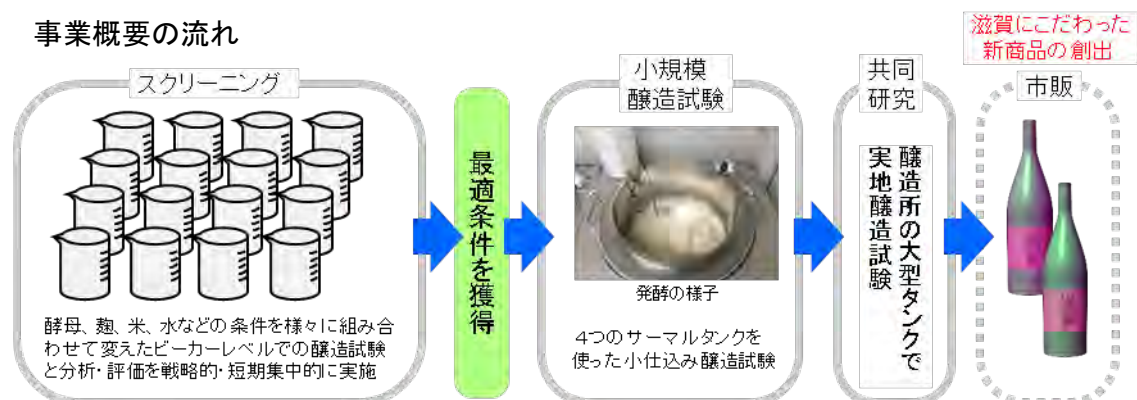 事業概要の流れ
スクリーニング
酵母、麹、米、水などの条件を様々に組み合
わせて変えたビーカーレベルでの醸造試験
と分析・評価を戦略的・短期集中的に実施
最適条件を獲得
小規模
醸造試験
発酵の様子
4つのサーマルタンクを
使った小仕込み醸造試験
共同
研究
醸造所の大型タンクで
実地醸造試験
滋賀にこだわった
新商品の創出
市販